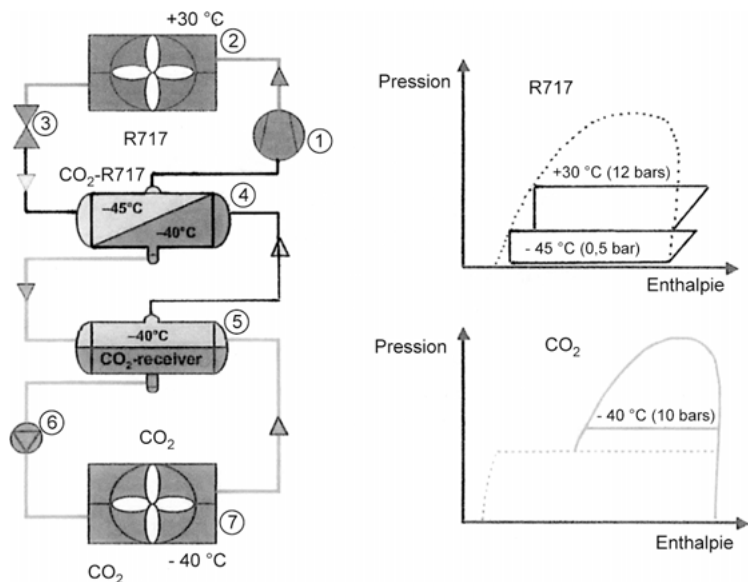 +30 °C
②
③
R717
①
CO₂-R717
–45°C
④
–40°C
–40°C
⑤
CO₂-receiver
⑥
CO₂
⑦
- 40 °C
CO₂
Pression
R717
+30 °C (12 bars)
- 45 °C (0,5 bar)
Enthalpie
Pression
CO₂
- 40 °C (10 bars)
Enthalpie